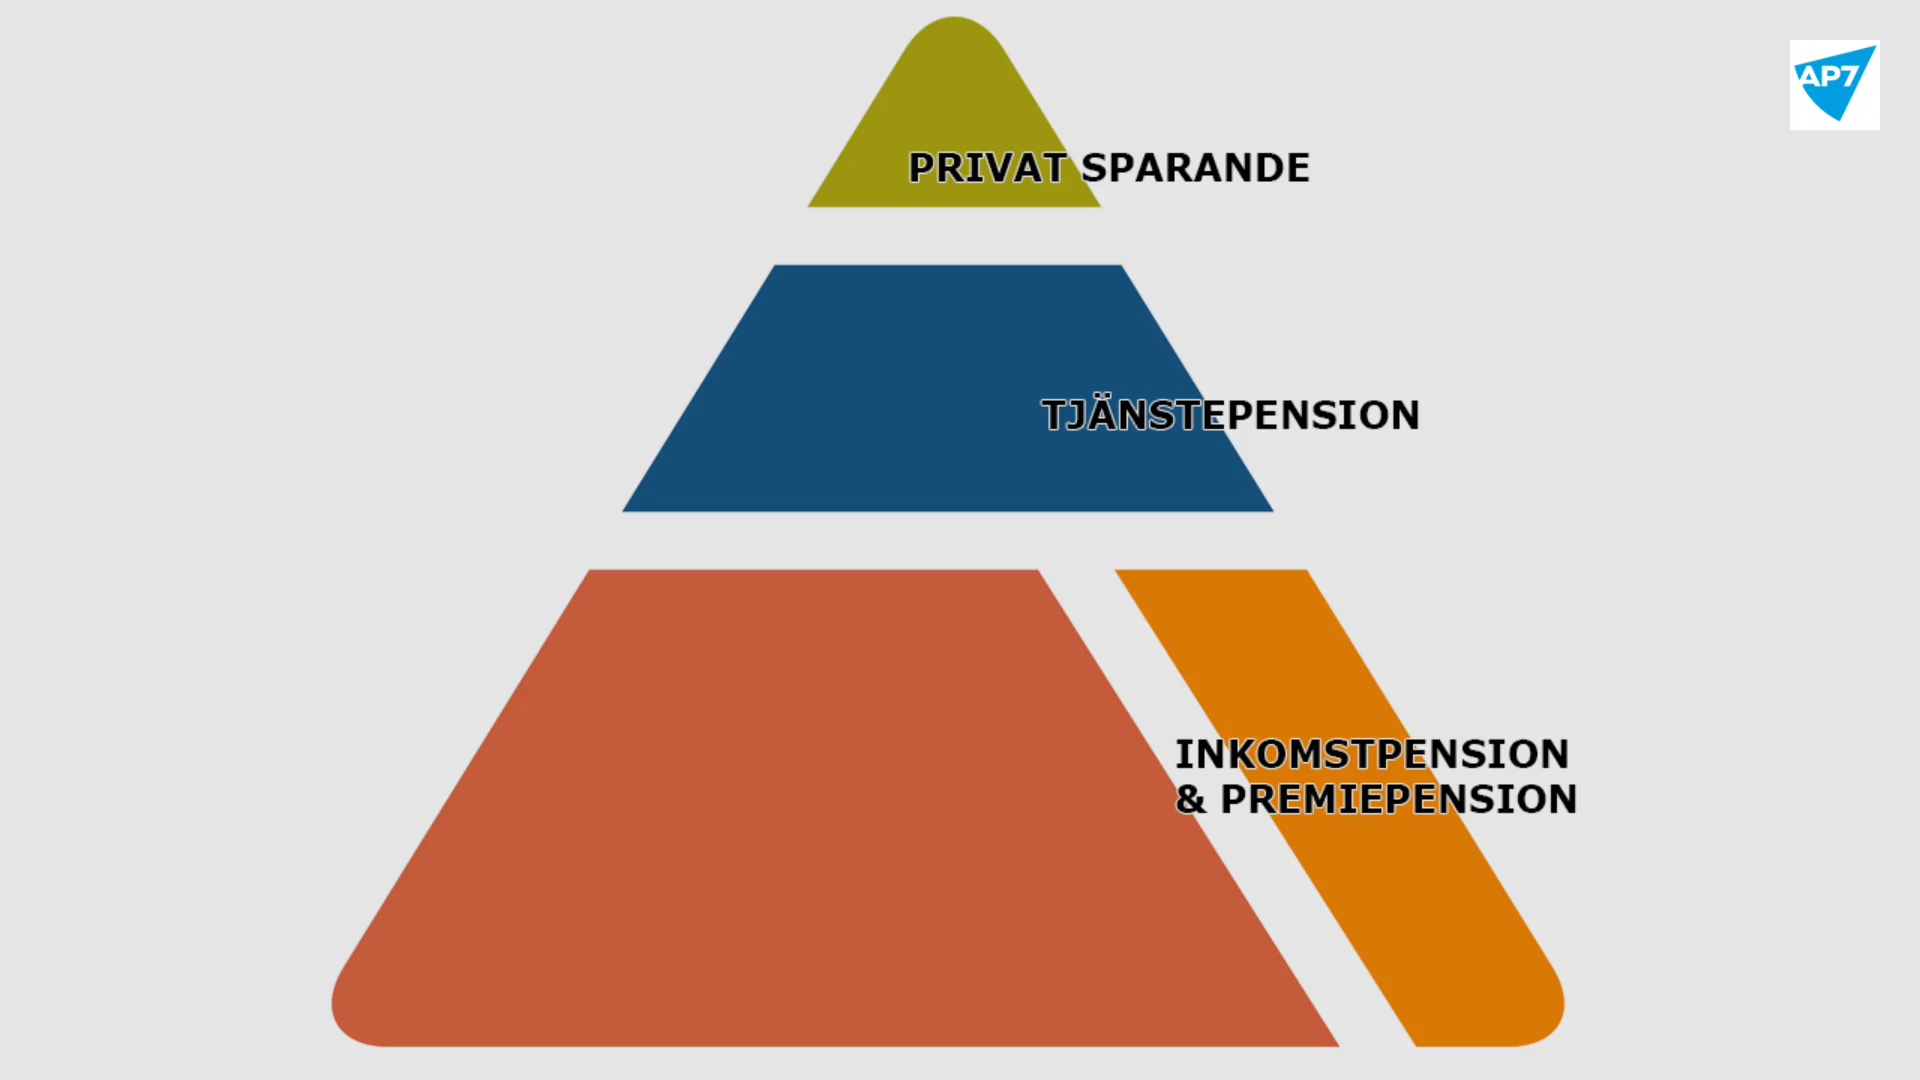 AP7
PRIVAT SPARANDE
TJÄNSTEPENSION
INKOMSTPENSION
& PREMIEPENSION